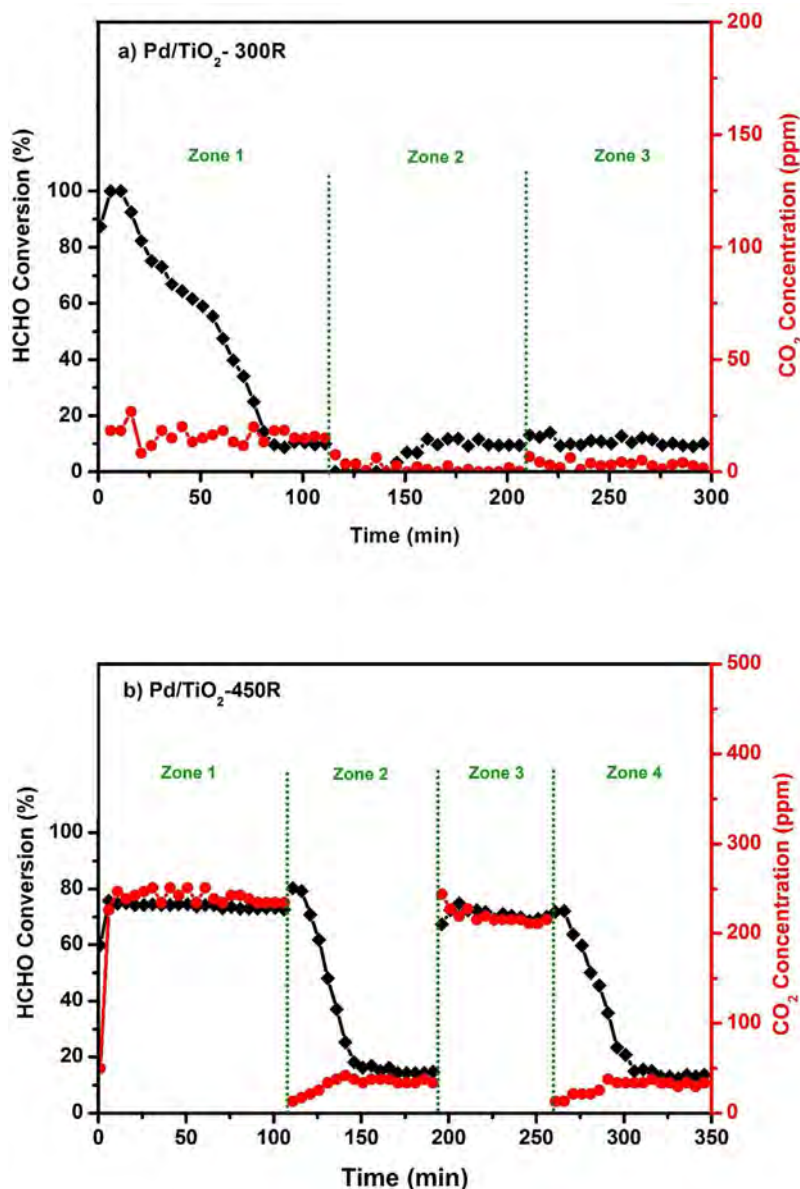 a) Pd/TiO₂- 300R
Zone 1
Zone 2
Zone 3
HCHO Conversion (%)
100
80
60
40
20
0
CO₂ Concentration (ppm)
200
150
100
50
0
0
50
100
150
200
250
300
Time (min)
b) Pd/TiO₂-450R
Zone 1
Zone 2
Zone 3
Zone 4
HCHO Conversion (%)
100
80
60
40
20
0
CO₂ Concentration (ppm)
500
400
300
200
100
0
0
50
100
150
200
250
300
350
Time (min)